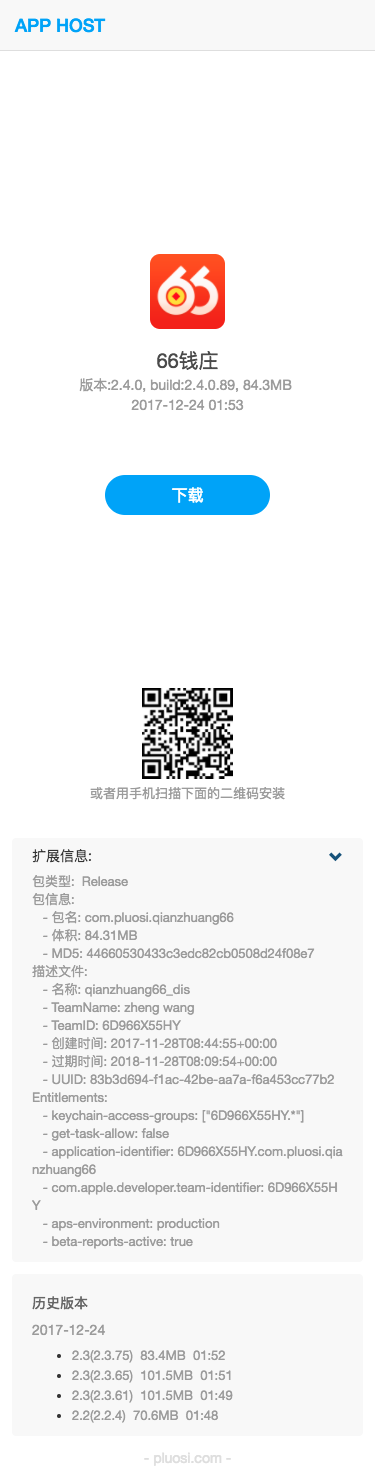 APP HOST
66
66钱庄
版本:2.4.0, build:2.4.0.89, 84.3MB
2017-12-24 01:53
下载
或者用手机扫描下面的二维码安装
扩展信息:
包类型: Release
包信息:
- 包名: com.pluosi.qianzhuang66
- 体积: 84.31MB
- MD5: 44660530433c3edc82cb0508d24f08e7
描述文件:
- 名称: qianzhuang66_dis
- TeamName: zheng wang
- TeamID: 6D966X55HY
- 创建时间: 2017-11-28T08:44:55+00:00
- 过期时间: 2018-11-28T08:09:54+00:00
- UUID: 83b3d694-f1ac-42be-aa7a-f6a453cc77b2
Entitlements:
- keychain-access-groups: ["6D966X55HY.*"]
- get-task-allow: false
- application-identifier: 6D966X55HY.com.pluosi.qia
nzhuang66
- com.apple.developer.team-identifier: 6D966X55H
Y
- aps-environment: production
- beta-reports-active: true
历史版本
2017-12-24
2.3(2.3.75) 83.4MB 01:52
2.3(2.3.65) 101.5MB 01:51
2.3(2.3.61) 101.5MB 01:49
2.2(2.2.4) 70.6MB 01:48
- pluosi.com -